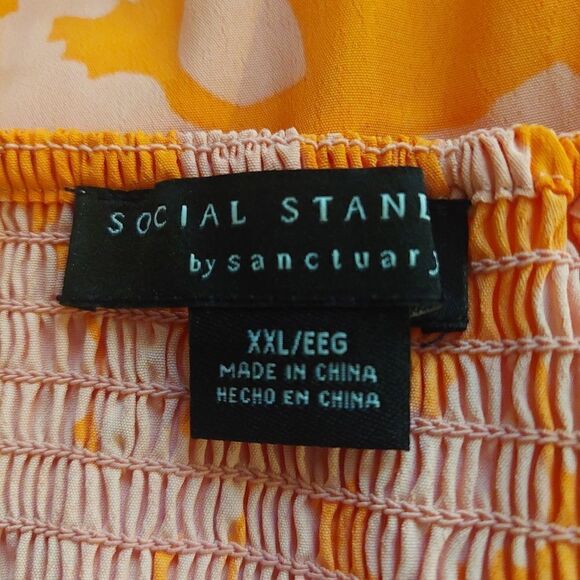 SOCIAL STAN
by sanctuary
XXL/EEG
MADE IN CHINA
HECHO EN CHINA